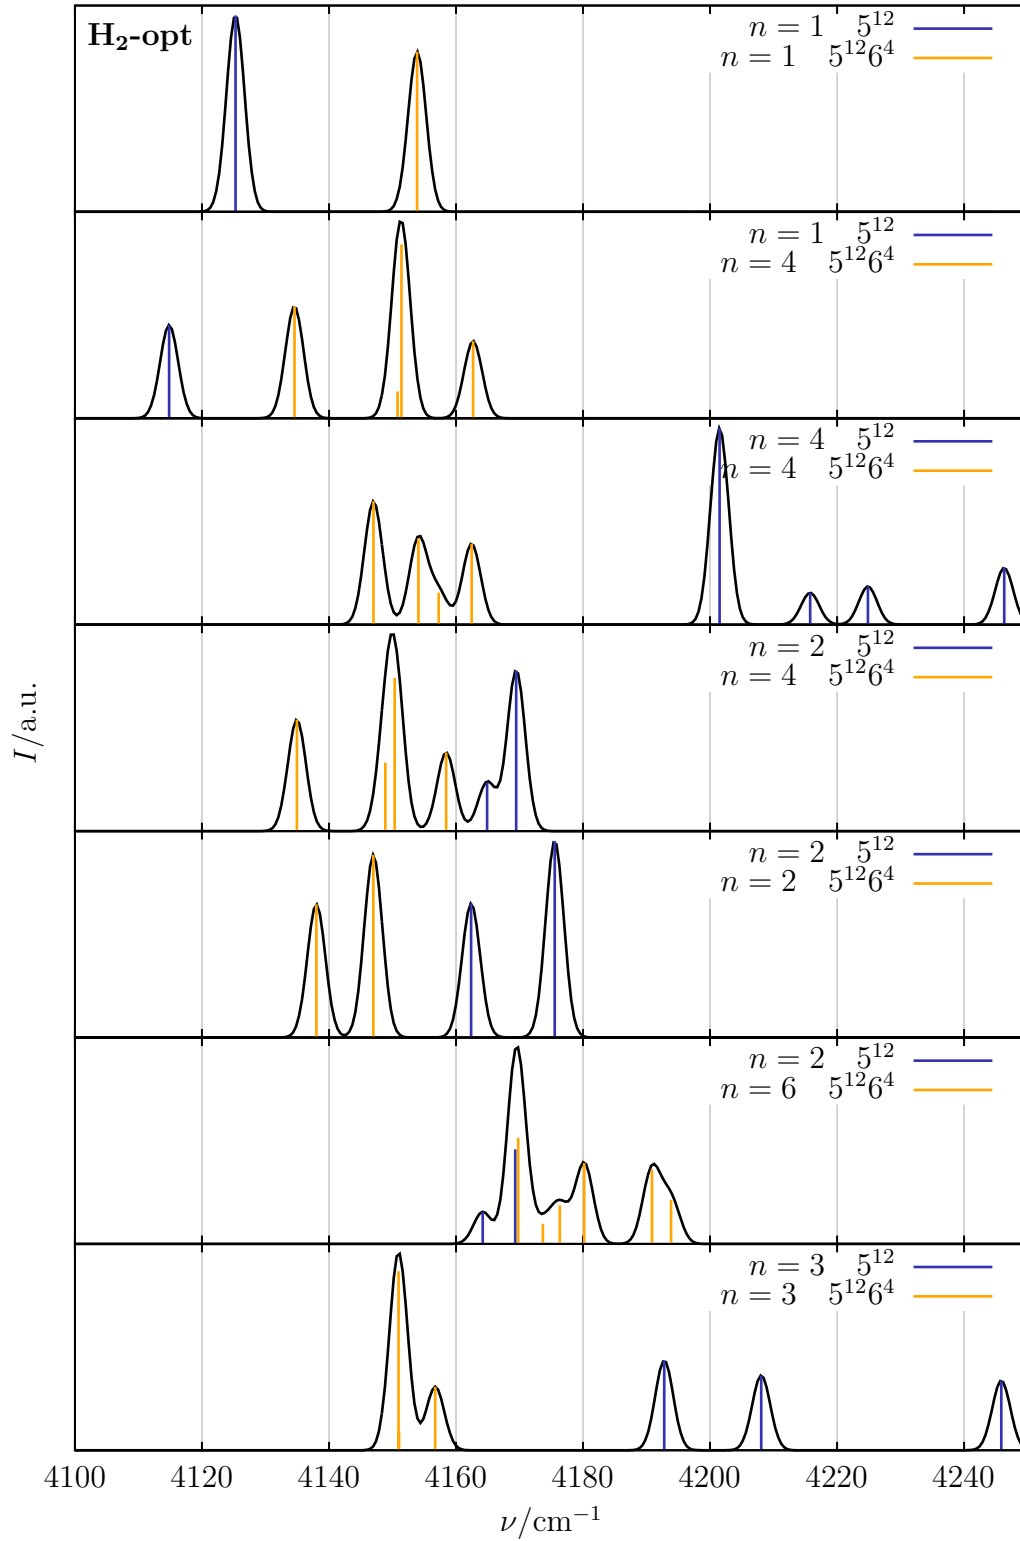 H₂-opt
n = 1 5¹²
n = 1 5¹²6⁴
n = 1 5¹²
n = 4 5¹²6⁴
n = 4 5¹²
n = 4 5¹²6⁴
n = 2 5¹²
n = 4 5¹²6⁴
I/a.u.
n = 2 5¹²
n = 2 5¹²6⁴
n = 2 5¹²
n = 6 5¹²6⁴
n = 3 5¹²
n = 3 5¹²6⁴
4100 4120 4140 4160 4180 4200 4220 4240
ν/cm⁻¹